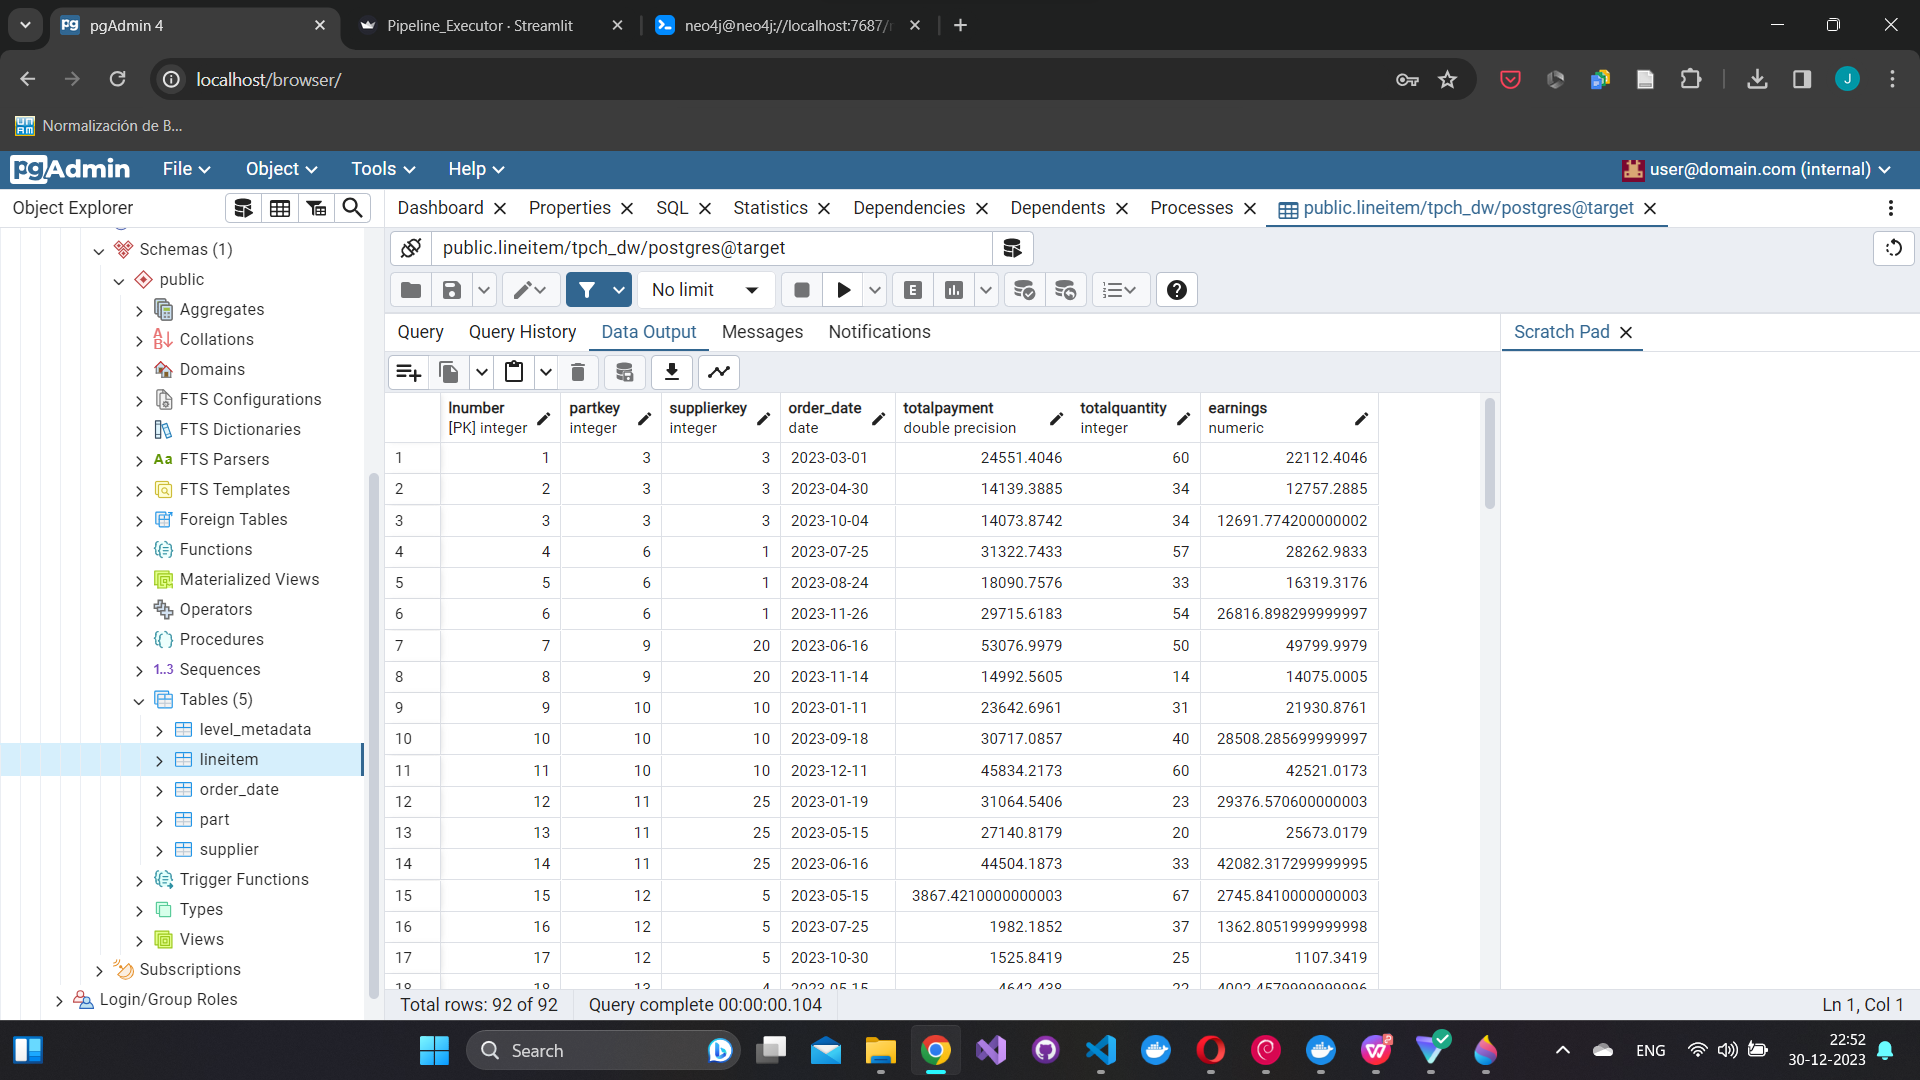 pgAdmin 4
Pipeline_Executor · Streamlit
neo4j@neo4j://localhost:7687/
localhost/browser/
J
Normalización de B...
pgAdmin File Object Tools Help user@domain.com (internal)
Object Explorer
Dashboard Properties SQL Statistics Dependencies Dependents Processes public.lineitem/tpch_dw/postgres@target
Schemas (1)
public
Aggregates
Collations
Domains
FTS Configurations
FTS Dictionaries
Aa FTS Parsers
FTS Templates
Foreign Tables
Functions
Materialized Views
Operators
Procedures
1..3 Sequences
Tables (5)
level_metadata
lineitem
order_date
part
supplier
Trigger Functions
Types
Views
Subscriptions
Login/Group Roles
public.lineitem/tpch_dw/postgres@target
No limit
E
Query Query History Data Output Messages Notifications
Scratch Pad
lnumber partkey supplierkey order_date totalpayment totalquantity earnings
[PK] integer integer integer date double precision integer numeric
1 1 3 3 2023-03-01 24551.4046 60 22112.4046
2 2 3 3 2023-04-30 14139.3885 34 12757.2885
3 3 3 3 2023-10-04 14073.8742 34 12691.774200000002
4 4 6 1 2023-07-25 31322.7433 57 28262.9833
5 5 6 1 2023-08-24 18090.7576 33 16319.3176
6 6 6 1 2023-11-26 29715.6183 54 26816.898299999997
7 7 9 20 2023-06-16 53076.9979 50 49799.9979
8 8 9 20 2023-11-14 14992.5605 14 14075.0005
9 9 10 10 2023-01-11 23642.6961 31 21930.8761
10 10 10 10 2023-09-18 30717.0857 40 28508.285699999997
11 11 10 10 2023-12-11 45834.2173 60 42521.0173
12 12 11 25 2023-01-19 31064.5406 23 29376.570600000003
13 13 11 25 2023-05-15 27140.8179 20 25673.0179
14 14 11 25 2023-06-16 44504.1873 33 42082.317299999995
15 15 12 5 2023-05-15 3867.4210000000003 67 2745.8410000000003
16 16 12 5 2023-07-25 1982.1852 37 1362.8051999999998
17 17 12 5 2023-10-30 1525.8419 25 1107.3419
18 18 13 4 2023-05-15 4642.438 22 4002.4579999999996
Total rows: 92 of 92 Query complete 00:00:00.104 Ln 1, Col 1
Search
ENG
22:52
30-12-2023